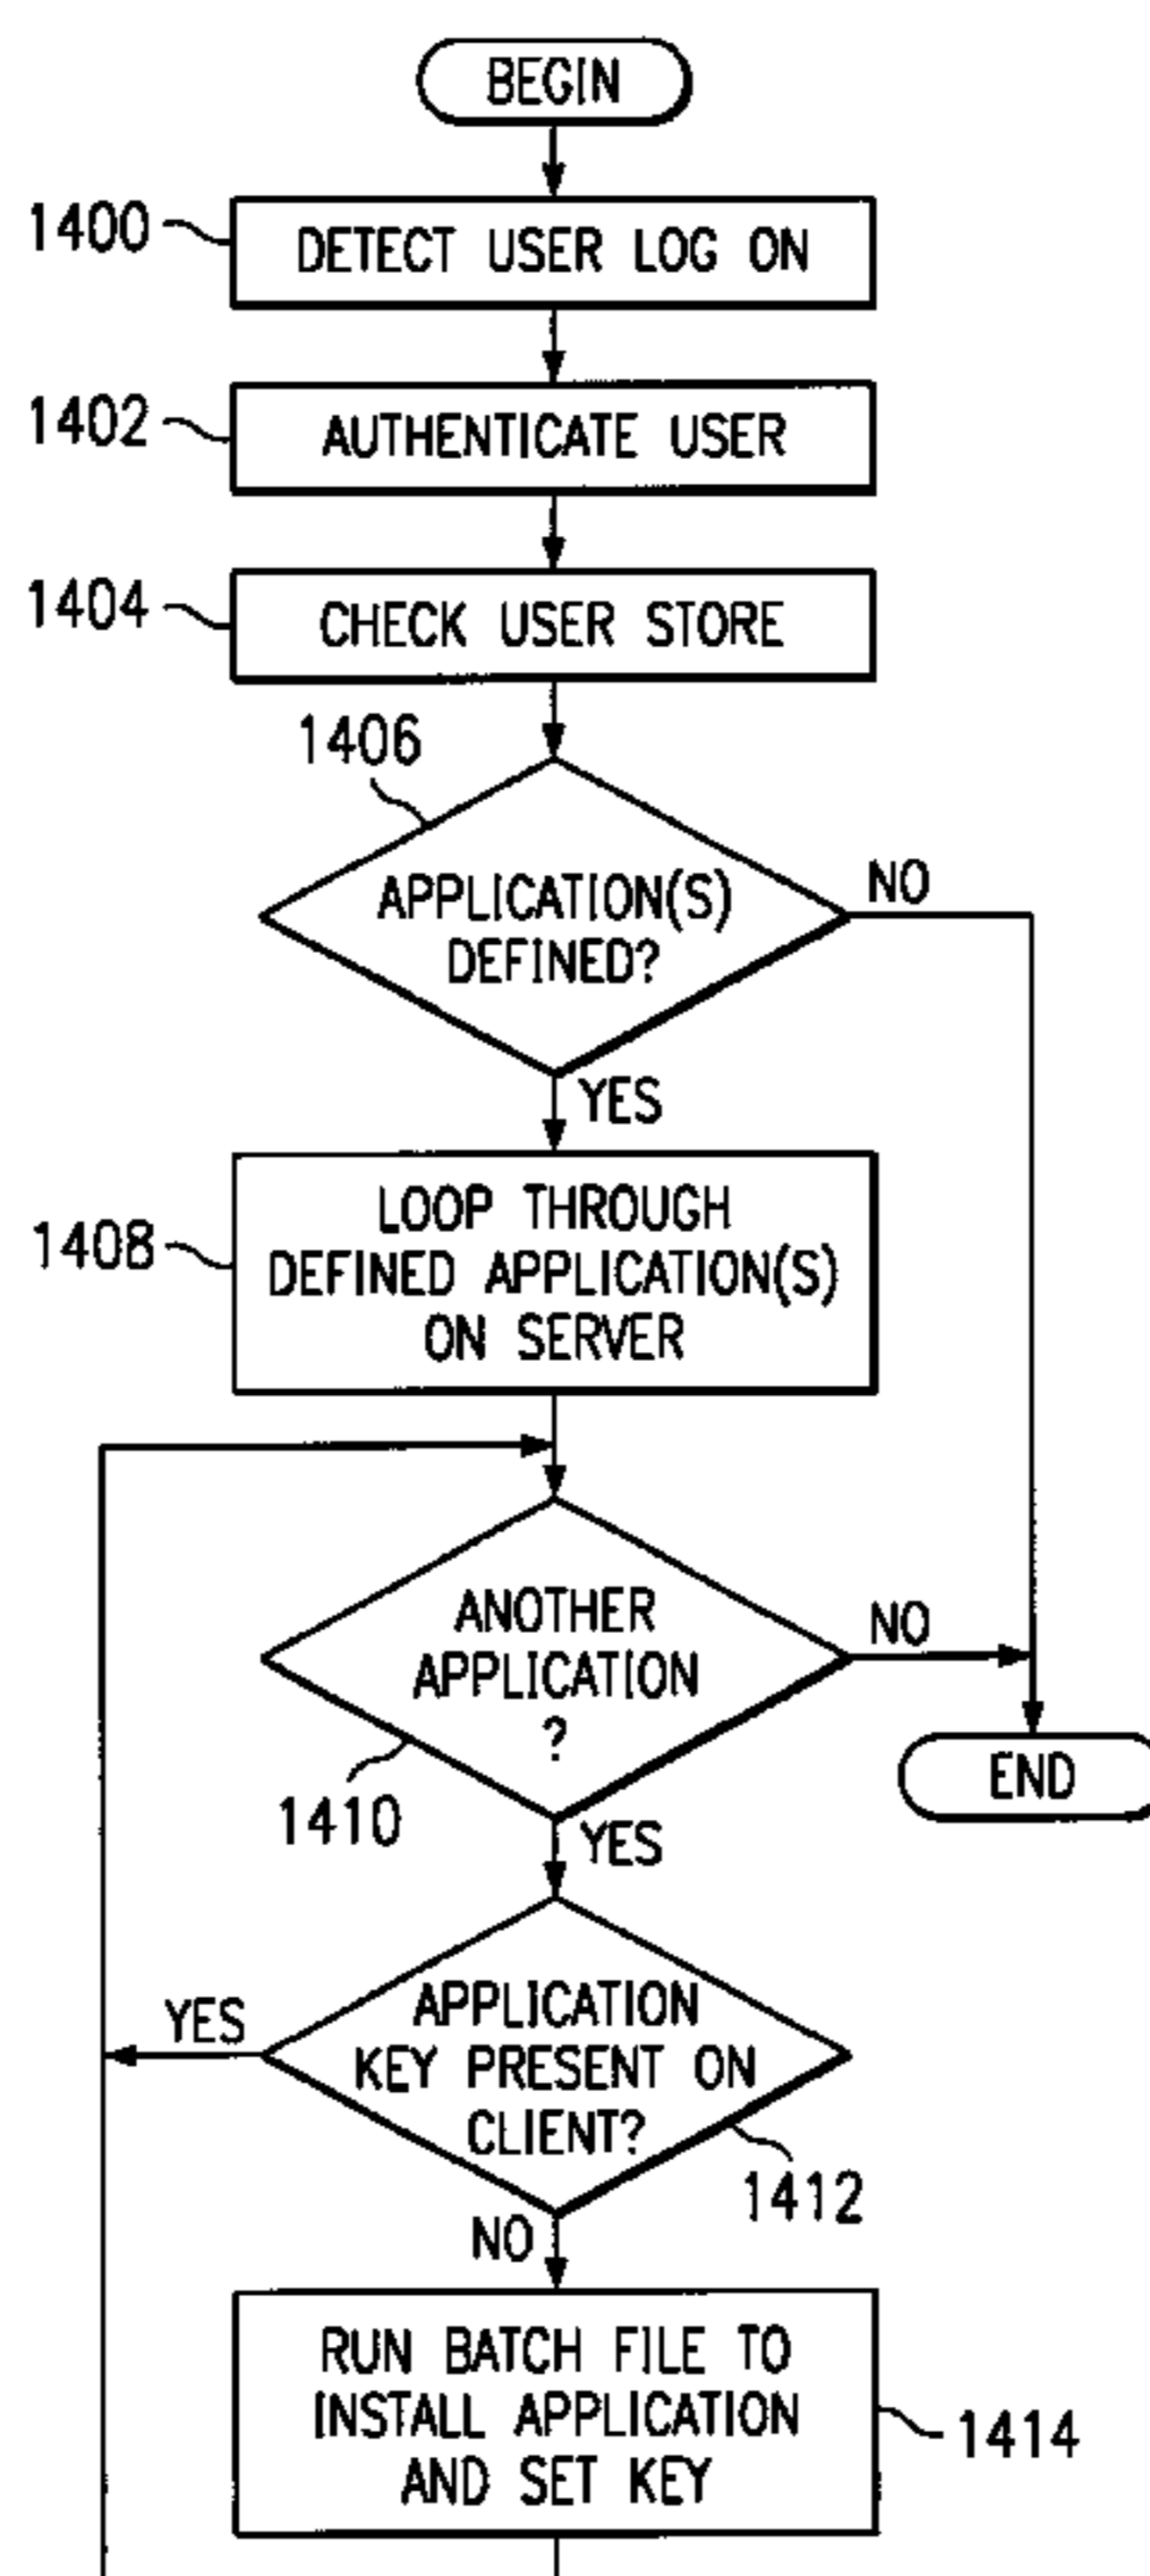 BEGIN
1400
DETECT USER LOG ON
1402
AUTHENTICATE USER
1404
CHECK USER STORE
1406
APPLICATION(S)
DEFINED?
NO
YES
1408
LOOP THROUGH
DEFINED APPLICATION(S)
ON SERVER
ANOTHER
APPLICATION
?
NO
1410
YES
END
APPLICATION
KEY PRESENT ON
CLIENT?
YES
1412
NO
RUN BATCH FILE TO
INSTALL APPLICATION
AND SET KEY
1414